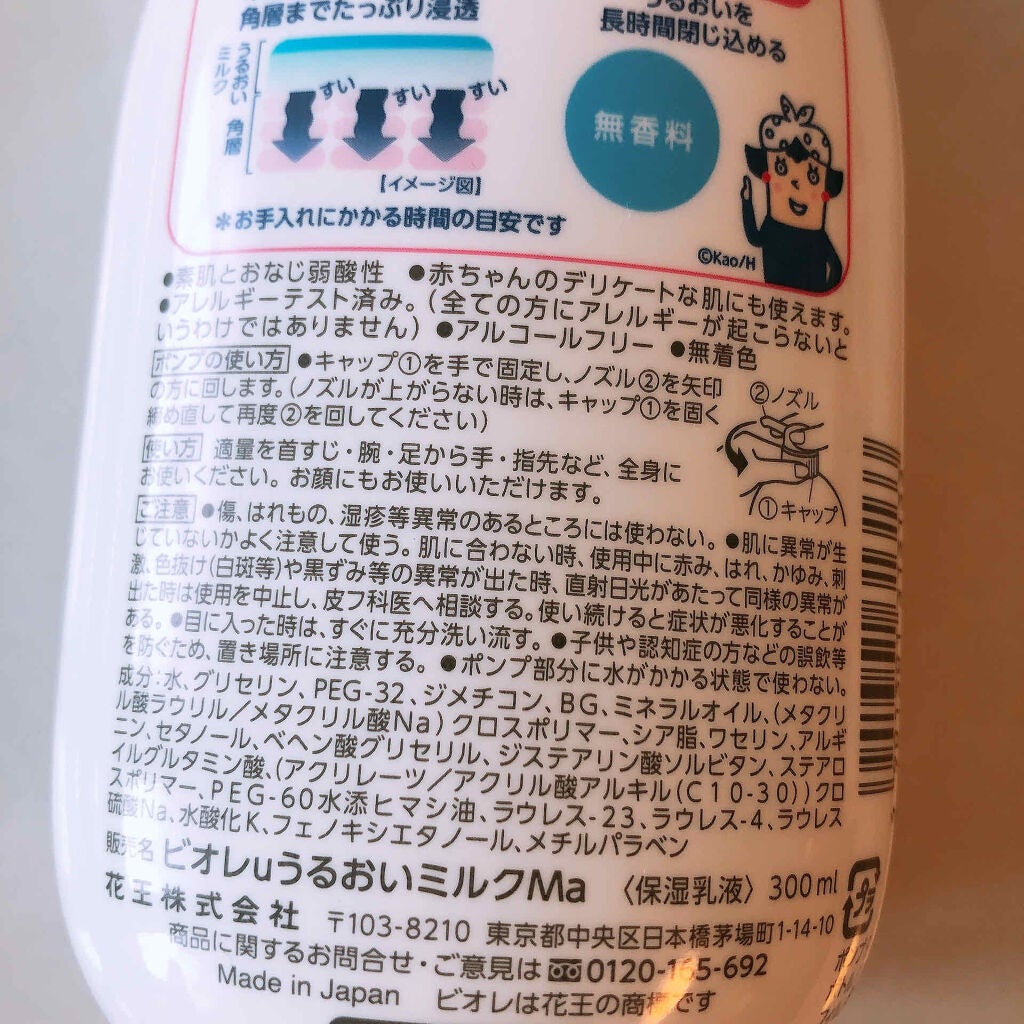 角層までたっぷり浸透
うるおいを
長時間閉じ込める
うるおい
ミルク
角層
すい
すい
すい
【イメージ図】
無香料
＊お手入れにかかる時間の目安です
©Kao/H
●素肌とおなじ弱酸性 ●赤ちゃんのデリケートな肌にも使えます。
●アレルギーテスト済み。（全ての方にアレルギーが起こらないと
いうわけではありません）●アルコールフリー ●無着色
ポンプの使い方 ●キャップ①を手で固定し、ノズル②を矢印
の方に回します。（ノズルが上がらない時は、キャップ①を固く
締め直して再度②を回してください）
②ノズル
①キャップ
使い方 適量を首すじ・腕・足から手・指先など、全身に
お使いください。お顔にもお使いいただけます。
ご注意 ●傷、はれもの、湿疹等異常のあるところには使わない。●肌に異常が生
じていないかよく注意して使う。肌に合わない時、使用中に赤み、はれ、かゆみ、刺
激、色抜け(白斑等)や黒ずみ等の異常が出た時、直射日光があたって同様の異常が
出た時は使用を中止し、皮フ科医へ相談する。使い続けると症状が悪化することが
ある。●目に入った時は、すぐに充分洗い流す。●子供や認知症の方などの誤飲等
を防ぐため、置き場所に注意する。●ポンプ部分に水がかかる状態で使わない。
成分：水、グリセリン、PEG-32、ジメチコン、BG、ミネラルオイル、(メタクリ
ル酸ラウリル／メタクリル酸Na)クロスポリマー、シア脂、ワセリン、アルギ
ニン、セタノール、ベヘン酸グリセリル、ジステアリン酸ソルビタン、ステアロ
イルグルタミン酸、(アクリレーツ／アクリル酸アルキル(C10-30))クロ
スポリマー、PEG-60水添ヒマシ油、ラウレス-23、ラウレス-4、ラウレス
硫酸Na、水酸化K、フェノキシエタノール、メチルパラベン
販売名 ビオレuうるおいミルクMa 〈保湿乳液〉300ml
花王株式会社 〒103-8210 東京都中央区日本橋茅場町1-14-10
商品に関するお問合せ・ご意見は 0120-165-692
Made in Japan ビオレは花王の商標です